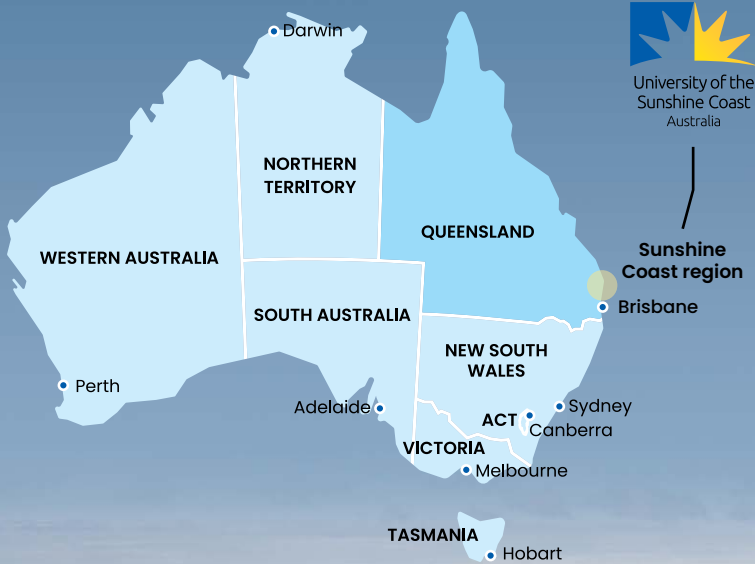 Darwin
University of the
Sunshine Coast
Australia
NORTHERN
TERRITORY
QUEENSLAND
WESTERN AUSTRALIA
Sunshine
Coast region
SOUTH AUSTRALIA
Brisbane
NEW SOUTH
WALES
Perth
Adelaide
Sydney
ACT
Canberra
VICTORIA
Melbourne
TASMANIA
Hobart